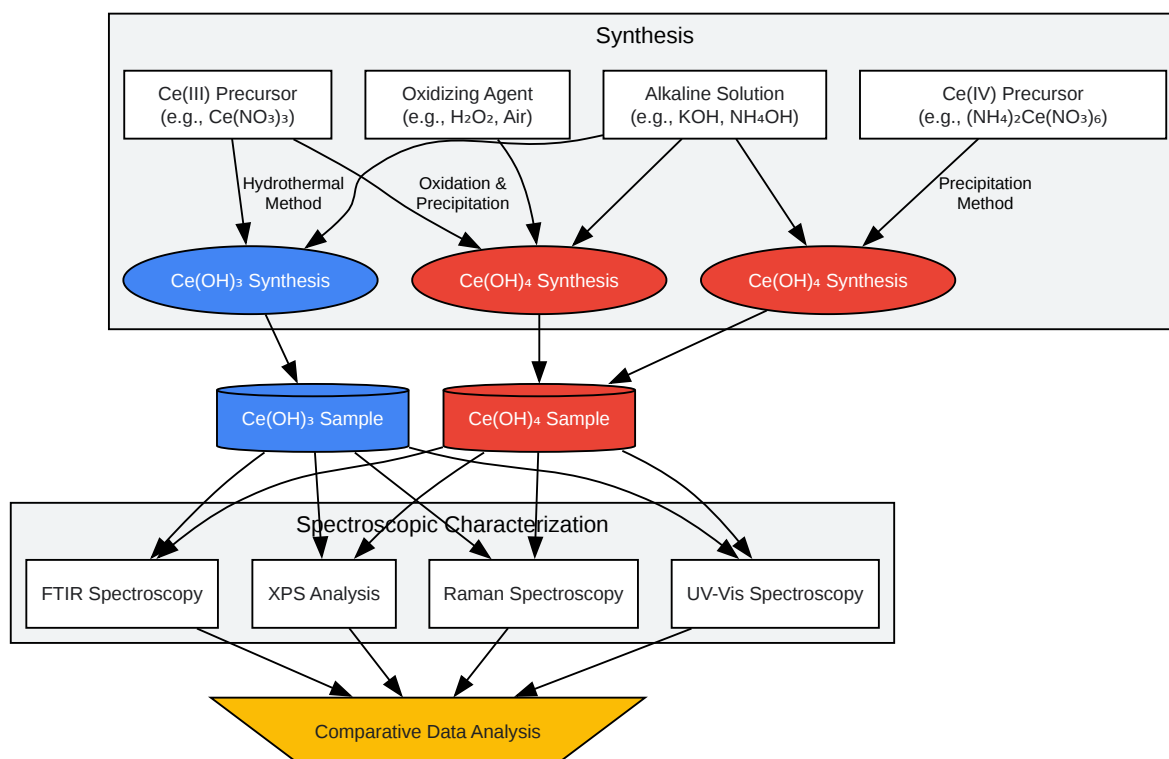 Synthesis
Ce(III) Precursor
(e.g., Ce(NO₃)₃)
Oxidizing Agent
(e.g., H₂O₂, Air)
Alkaline Solution
(e.g., KOH, NH₄OH)
Ce(IV) Precursor
(e.g., (NH₄)₂Ce(NO₃)₆)
Hydrothermal
Method
Oxidation &
Precipitation
Precipitation
Method
Ce(OH)₃ Synthesis
Ce(OH)₄ Synthesis
Ce(OH)₄ Synthesis
Ce(OH)₃ Sample
Ce(OH)₄ Sample
Spectroscopic Characterization
FTIR Spectroscopy
XPS Analysis
Raman Spectroscopy
UV-Vis Spectroscopy
Comparative Data Analysis